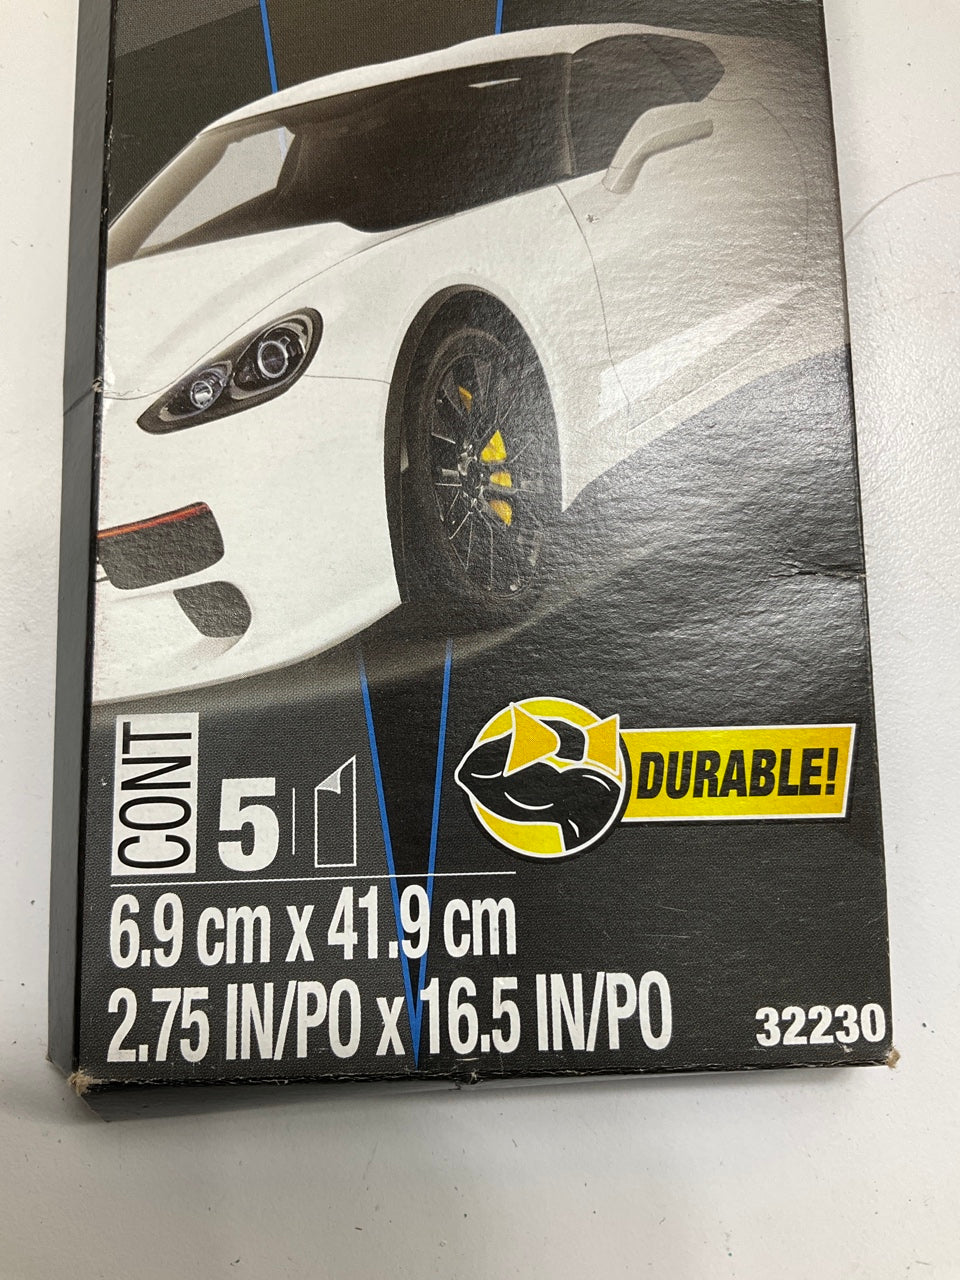 CONT
5
DURABLE!
6.9 cm x 41.9 cm
2.75 IN/PO x 16.5 IN/PO
32230